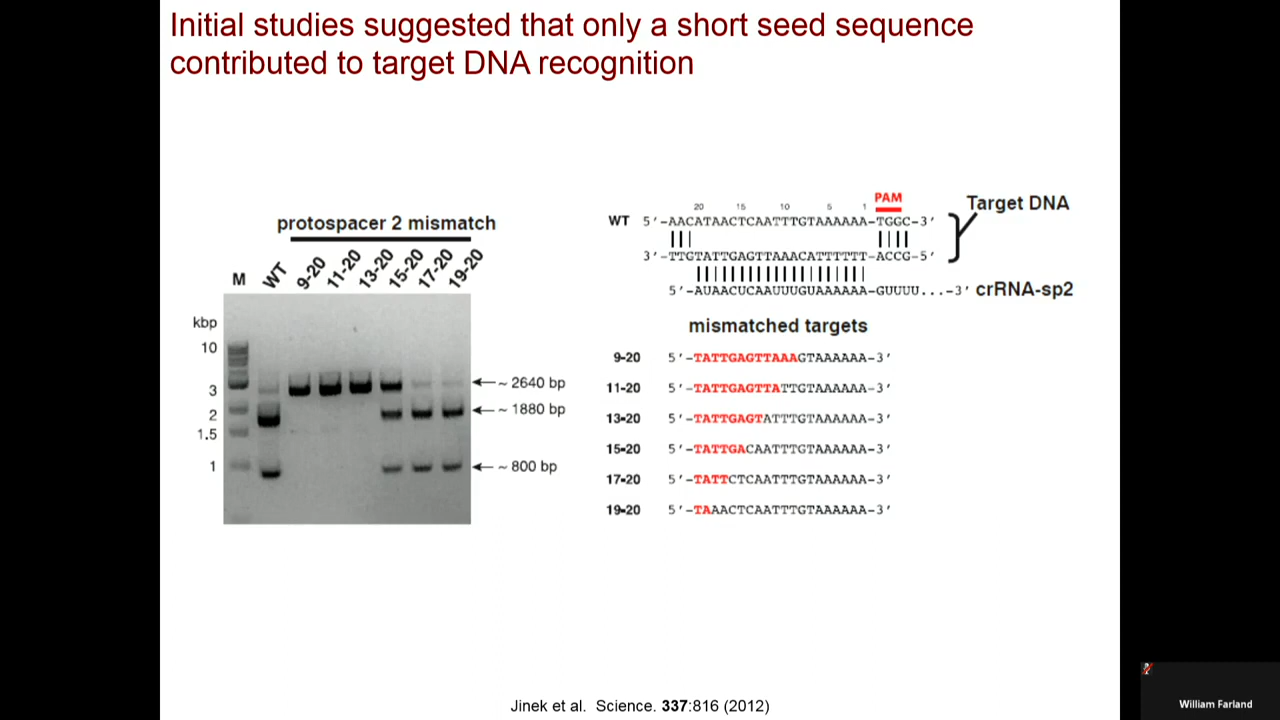 Initial studies suggested that only a short seed sequence
contributed to target DNA recognition
protospacer 2 mismatch
M WT 9-20 11-20 13-20 15-20 17-20 19-20
kbp
10
3
2
1.5
1
~ 2640 bp
~ 1880 bp
~ 800 bp
PAM
Target DNA
20 15 10 5 1
WT 5'-AACATAACTCAATTTGTAAAAAA-TGGC-3'
3'-TTGTATTGAGTTAAACATTTTTT-ACCG-5'
5'-AUAACUCAAUUUGUAAAAAA-GUUUU...-3' crRNA-sp2
mismatched targets
9-20 5'-TATTGAGTTAAAGTAAAAAA-3'
11-20 5'-TATTGAGTTATTGTAAAAAA-3'
13-20 5'-TATTGAGTATTTGTAAAAAA-3'
15-20 5'-TATTGACAATTTGTAAAAAA-3'
17-20 5'-TATTCTCAATTTGTAAAAAA-3'
19-20 5'-TAAACTCAATTTGTAAAAAA-3'
Jinek et al. Science. 337:816 (2012)
William Farland